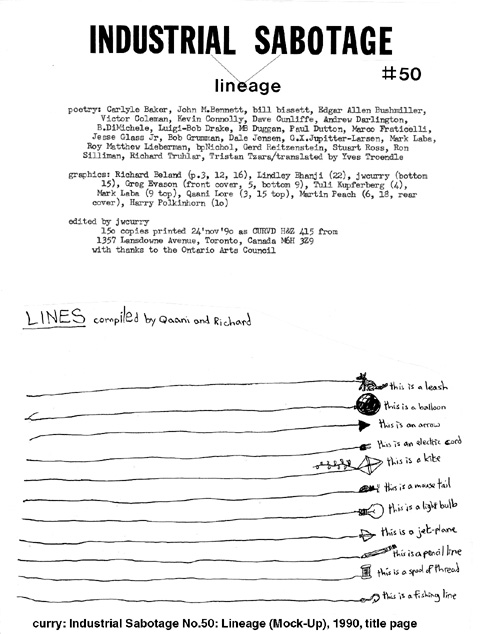 INDUSTRIAL SABOTAGE
#50
lineage
poetry: Carlyle Baker, John M.Bennett, bill bissett, Edgar Allen Bushmiller,
Victor Coleman, Kevin Connolly, Dave Cunliffe, Andrew Darlington,
B.DiMichele, Luigi-Bob Drake, MB Duggan, Paul Dutton, Marco Fraticelli,
Jesse Glass Jr, Bob Grumman, Dale Jensen, G.X.Jupitter-Larsen, Mark Laba,
Roy Matthew Lieberman, bpNichol, Gerd Reitzenstein, Stuart Ross, Ron
Silliman, Richard Truhlar, Tristan Tzara/translated by Yves Troendle
graphics: Richard Beland (p.3, 12, 16), Lindley Bhanji (22), jwcurry (bottom
15), Greg Evason (front cover, 5, bottom 9), Tuli Kupferberg (4),
Mark Laba (9 top), Qaani Lore (3, 15 top), Martin Peach (6, 18, rear
cover), Harry Polkinhorn (1o)
edited by jwcurry
15o copies printed 24'nov'9o as CURVD H&Z 415 from
1357 Lansdowne Avenue, Toronto, Canada M6H 3Z9
with thanks to the Ontario Arts Council
LINES compiled by Qaani and Richard
this is a leash
this is a balloon
this is an arrow
this is an electric cord
this is a kite
this is a mouse tail
this is a light bulb
this is a jet-plane
this is a pencil line
this is a spool of thread
this is a fishing line
curry: Industrial Sabotage No.50: Lineage (Mock-Up), 1990, title page